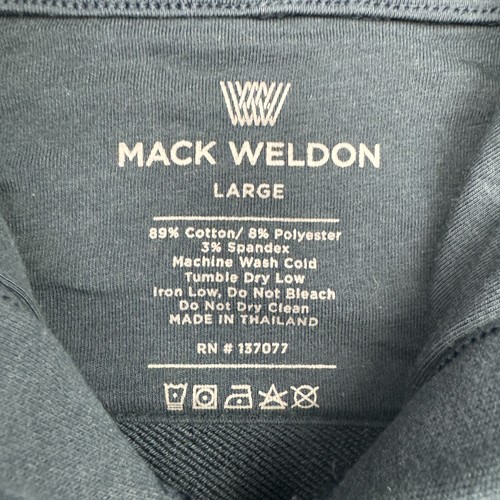 MACK WELDON
LARGE
89% Cotton/ 8% Polyester
3% Spandex
Machine Wash Cold
Tumble Dry Low
Iron Low, Do Not Bleach
Do Not Dry Clean
MADE IN THAILAND
RN # 137077